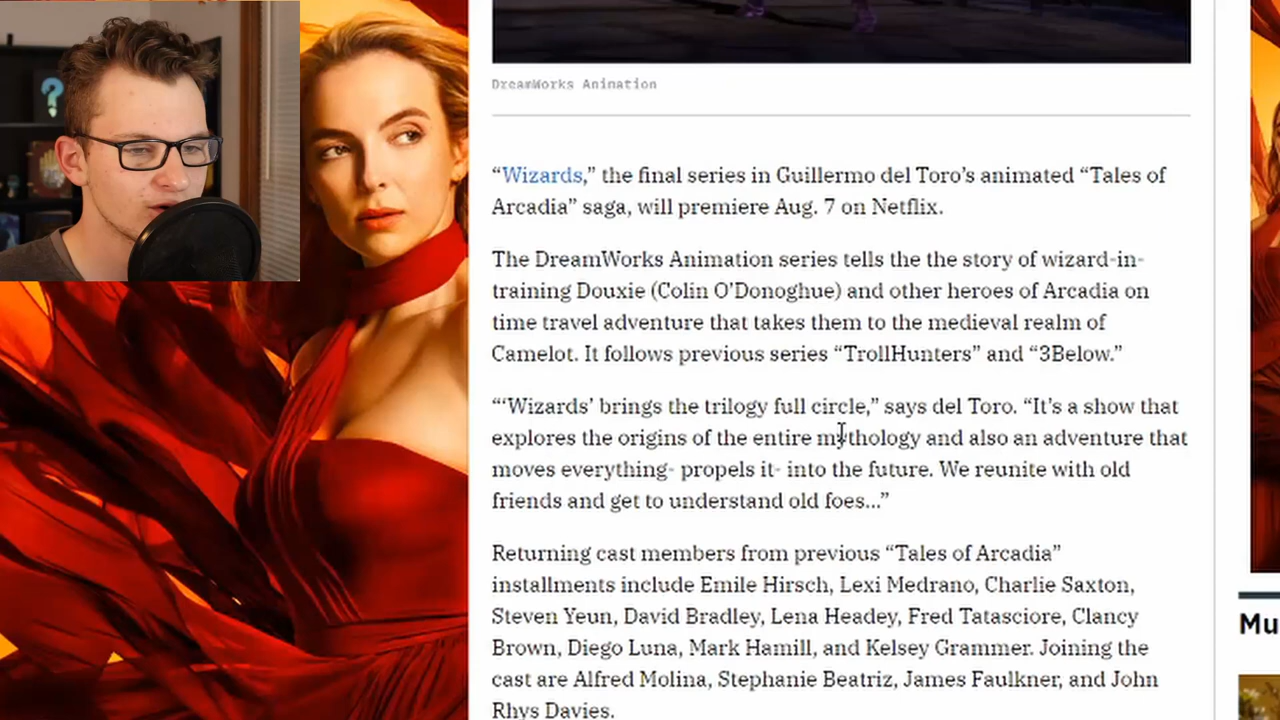 DreamWorks Animation
“Wizards,” the final series in Guillermo del Toro’s animated “Tales of
Arcadia” saga, will premiere Aug. 7 on Netflix.
The DreamWorks Animation series tells the the story of wizard-in-
training Douxie (Colin O’Donoghue) and other heroes of Arcadia on
time travel adventure that takes them to the medieval realm of
Camelot. It follows previous series “TrollHunters” and “3Below.”
“‘Wizards’ brings the trilogy full circle,” says del Toro. “It’s a show that
explores the origins of the entire mythology and also an adventure that
moves everything- propels it- into the future. We reunite with old
friends and get to understand old foes...”
Returning cast members from previous “Tales of Arcadia”
installments include Emile Hirsch, Lexi Medrano, Charlie Saxton,
Steven Yeun, David Bradley, Lena Headey, Fred Tatasciore, Clancy
Brown, Diego Luna, Mark Hamill, and Kelsey Grammer. Joining the
cast are Alfred Molina, Stephanie Beatriz, James Faulkner, and John
Rhys Davies.
Mu
?